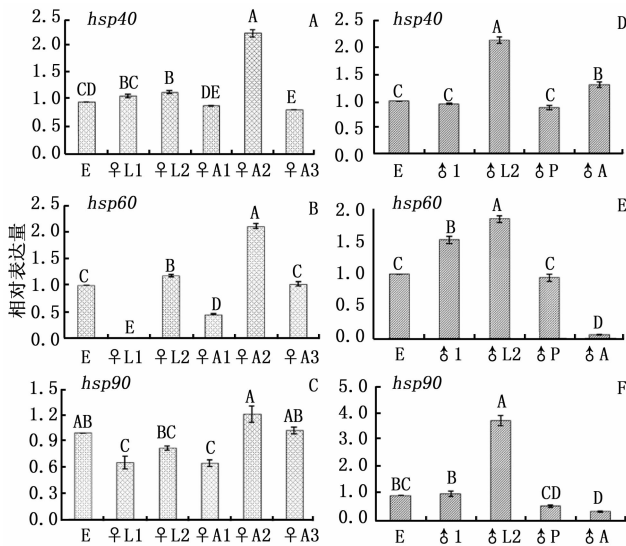 hsp40 A
2.5
2.0
1.5
1.0
0.5
0.0
CD BC B DE A E
E ♀L1 ♀L2 ♀A1 ♀A2 ♀A3
hsp40 D
2.5
2.0
1.5
1.0
0.5
0.0
C C A C B
E ♂1 ♂L2 ♂P ♂A
相对表达量
hsp60 B
2.5
2.0
1.5
1.0
0.5
0.0
C E B D A C
E ♀L1 ♀L2 ♀A1 ♀A2 ♀A3
hsp60 E
2.0
1.5
1.0
0.5
0.0
C B A C D
E ♂1 ♂L2 ♂P ♂A
hsp90 C
1.5
1.2
0.9
0.6
0.3
0.0
AB C BC C A AB
E ♀L1 ♀L2 ♀A1 ♀A2 ♀A3
hsp90 F
5.0
4.0
3.0
2.0
1.0
0.0
BC B A CD D
E ♂1 ♂L2 ♂P ♂A